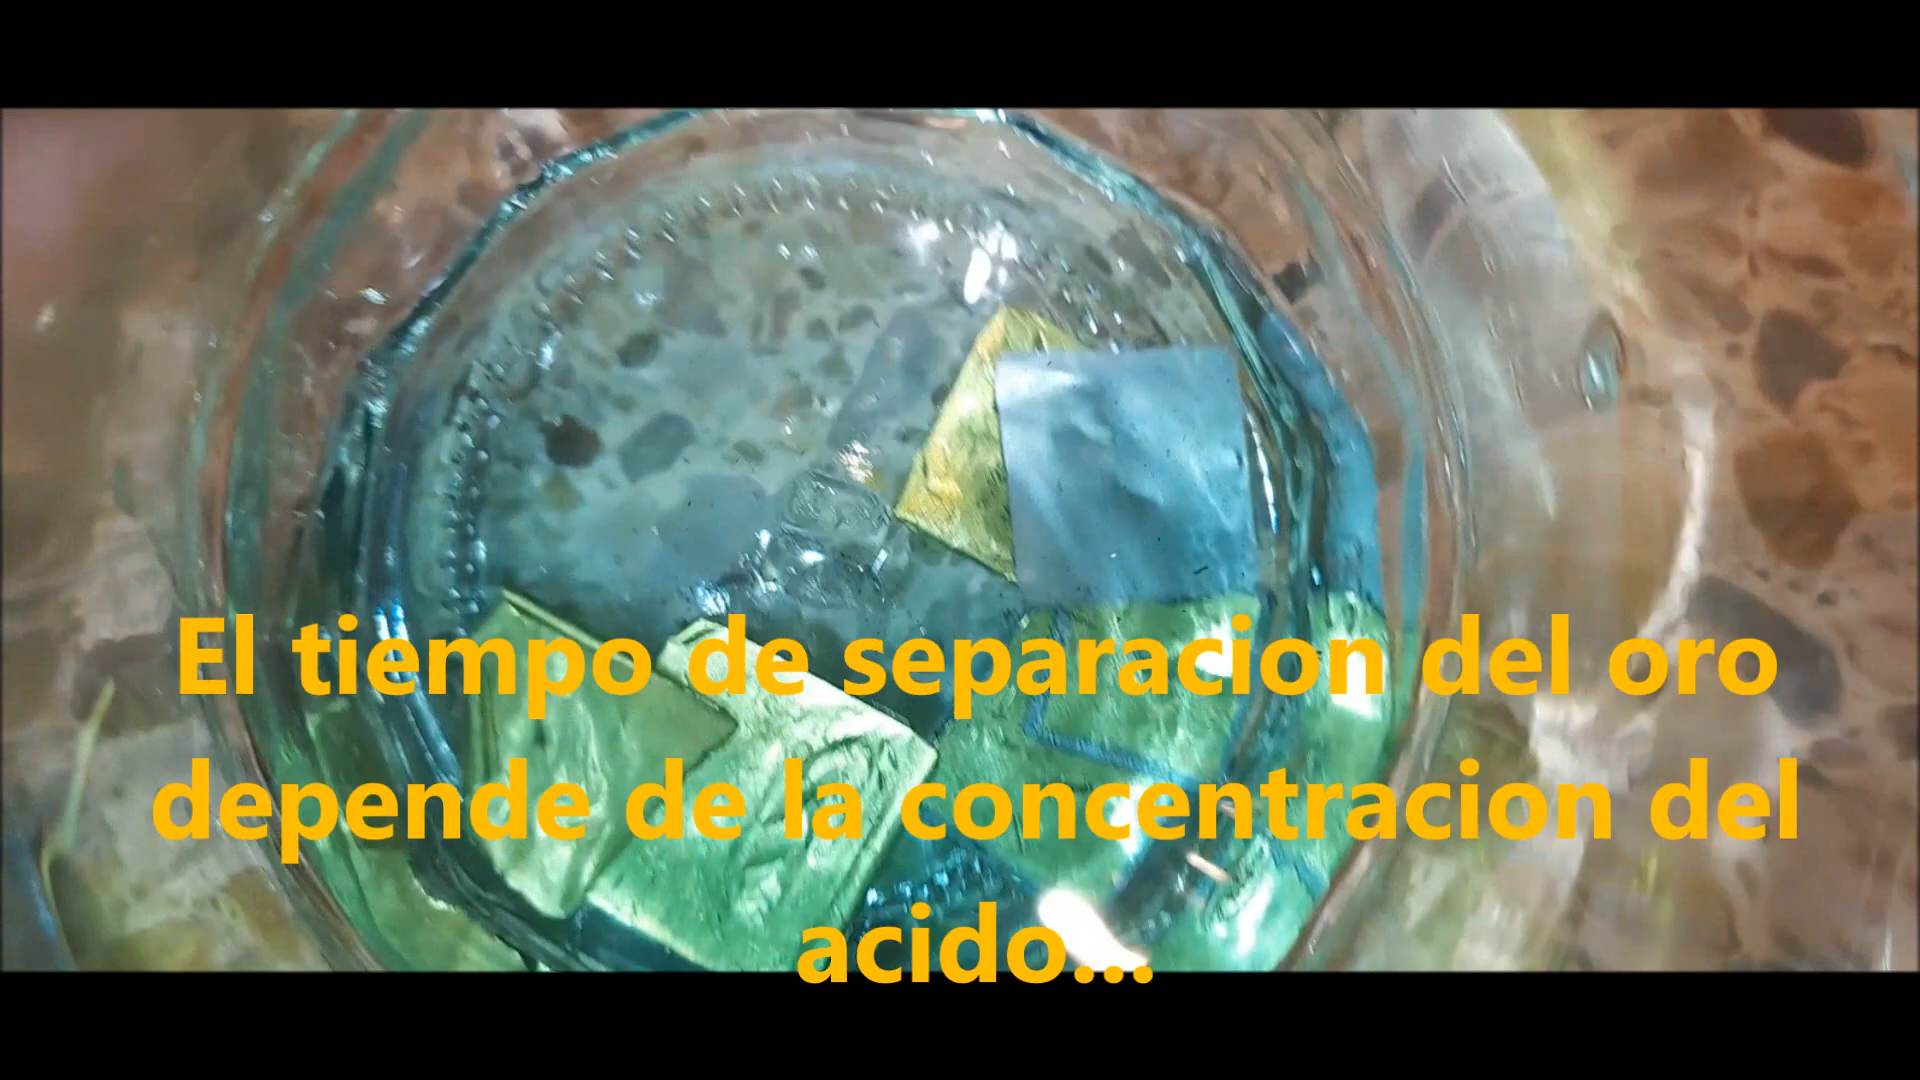 El tiempo de separacion del oro
depende de la concentracion del
acido...